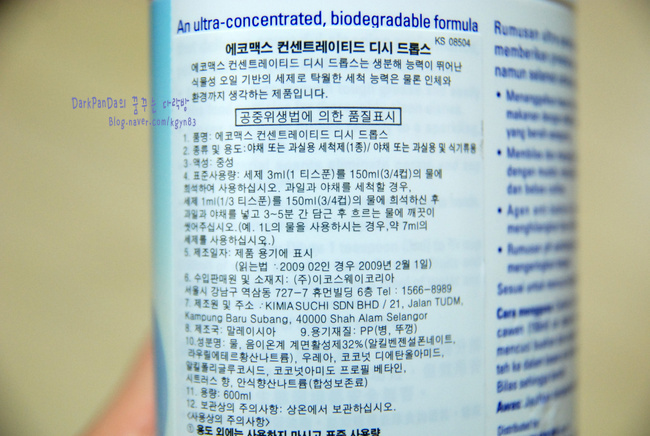 An ultra-concentrated, biodegradable formula
KS 08504
에코맥스 컨센트레이티드 디시 드롭스
에코맥스 컨센트레이티드 디시 드롭스는 생분해 능력이 뛰어난
식물성 오일 기반의 세제로 탁월한 세척 능력은 물론 인체와
환경까지 생각하는 제품입니다.
공중위생법에 의한 품질표시
1. 품명: 에코맥스 컨센트레이티드 디시 드롭스
2. 종류 및 용도:야채 또는 과실용 세척제(1종)/ 야채 또는 과실용 및 식기류용
3. 액성: 중성
4. 표준사용량: 세제 3ml(1 티스푼)를 150ml(3/4컵)의 물에
희석하여 사용하십시오. 과일과 야채를 세척할 경우,
세제 1ml(1/3 티스푼)를 150ml(3/4컵)의 물에 희석하신 후
과일과 야채를 넣고 3~5분 간 담근 후 흐르는 물에 깨끗이
씻어주십시오.(예. 1L의 물을 사용하시는 경우,약 7ml의
세제를 사용하십시오.)
5. 제조일자: 제품 용기에 표시
(읽는법 : 2009 02인 경우 2009년 2월 1일)
6. 수입판매원 및 소재지: (주)이코스웨이코리아
서울시 강남구 역삼동 727-7 휴먼빌딩 6층 Tel : 1566-8989
7. 제조원 및 주소 : KIMIASUCHI SDN BHD / 21, Jalan TUDM,
Kampung Baru Subang, 40000 Shah Alam Selangor
8. 제조국: 말레이시아 9.용기재질: PP(병, 뚜껑)
10.성분명: 물, 음이온계 계면활성제32%(알킬벤젠설폰네이트,
라우릴에테르황산나트륨), 우레아, 코코넛 디에탄올아미드,
알킬폴리글루코시드, 코코넛아미도 프로필 베타인,
시트러스 향, 안식향산나트륨(합성보존료)
11. 용량: 600ml
12. 보관상의 주의사항: 상온에서 보관하십시오.
<사용상의 주의사항>
① 용도 외에는 사용하지 마시고 표준 사용량
DarkPanDa의 꿈꾸는 다락방
Blog.naver.com/kgyn83
Rumusan ultra
memberikan
namun selamat
• Menanggalkan
makanan dengan
yang bersih
• Membilas
dengan mudah
• Agen anti
menghilangkan
• Rumusan pH
Sesuai untuk
Cara mengguna:
Bilas sehingga
Awas:
Distributed by